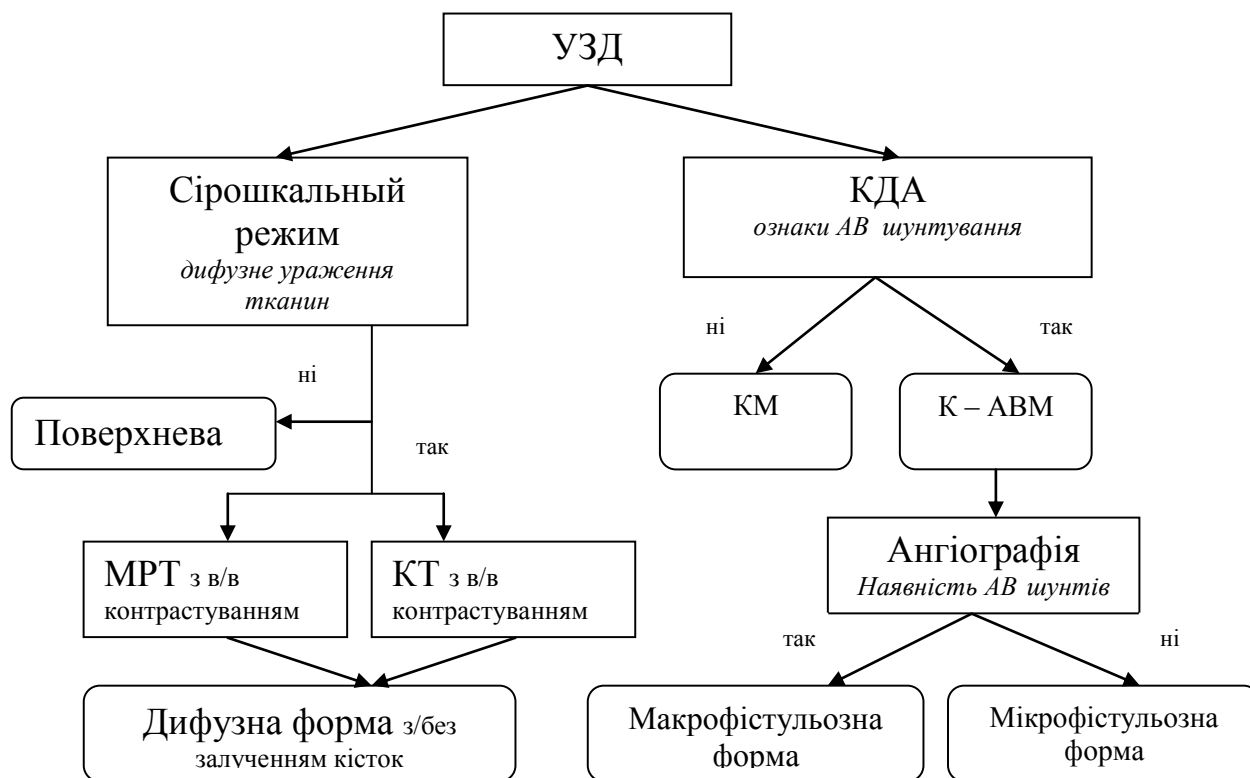 УЗД
Сірошкальный
режим
дифузне ураження
тканин
КДА
ознаки АВ шунтування
ні
так
ні
так
Поверхнева
КМ
К – АВМ
МРТ з в/в
контрастуванням
КТ з в/в
контрастуванням
Ангіографія
Наявність АВ шунтів
так
ні
Дифузна форма з/без
залученням кісток
Макрофістульозна
форма
Мікрофістульозна
форма